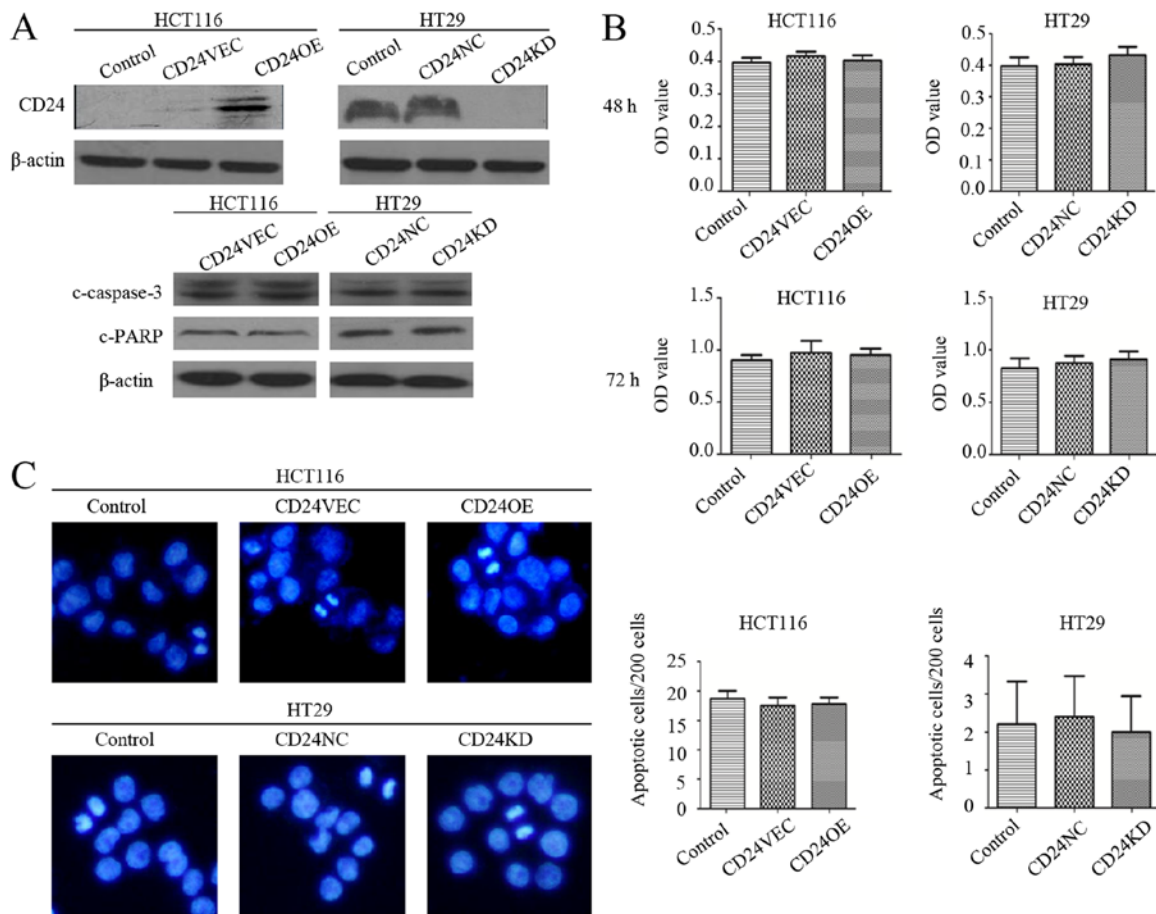 A
HCT116
HT29
Control
CD24VEC
CD24OE
Control
CD24NC
CD24KD
CD24
β-actin
HCT116
HT29
CD24VEC
CD24OE
CD24NC
CD24KD
c-caspase-3
c-PARP
β-actin
B
48 h
HCT116
OD value
0.5
0.4
0.3
0.2
0.1
0.0
Control
CD24VEC
CD24OE
HT29
OD value
0.5
0.4
0.3
0.2
0.1
0.0
Control
CD24NC
CD24KD
72 h
HCT116
OD value
1.5
1.0
0.5
0.0
Control
CD24VEC
CD24OE
HT29
OD value
1.5
1.0
0.5
0.0
Control
CD24NC
CD24KD
C
HCT116
Control
CD24VEC
CD24OE
HT29
Control
CD24NC
CD24KD
HCT116
Apoptotic cells/200 cells
25
20
15
10
5
0
Control
CD24VEC
CD24OE
HT29
Apoptotic cells/200 cells
4
3
2
1
0
Control
CD24NC
CD24KD